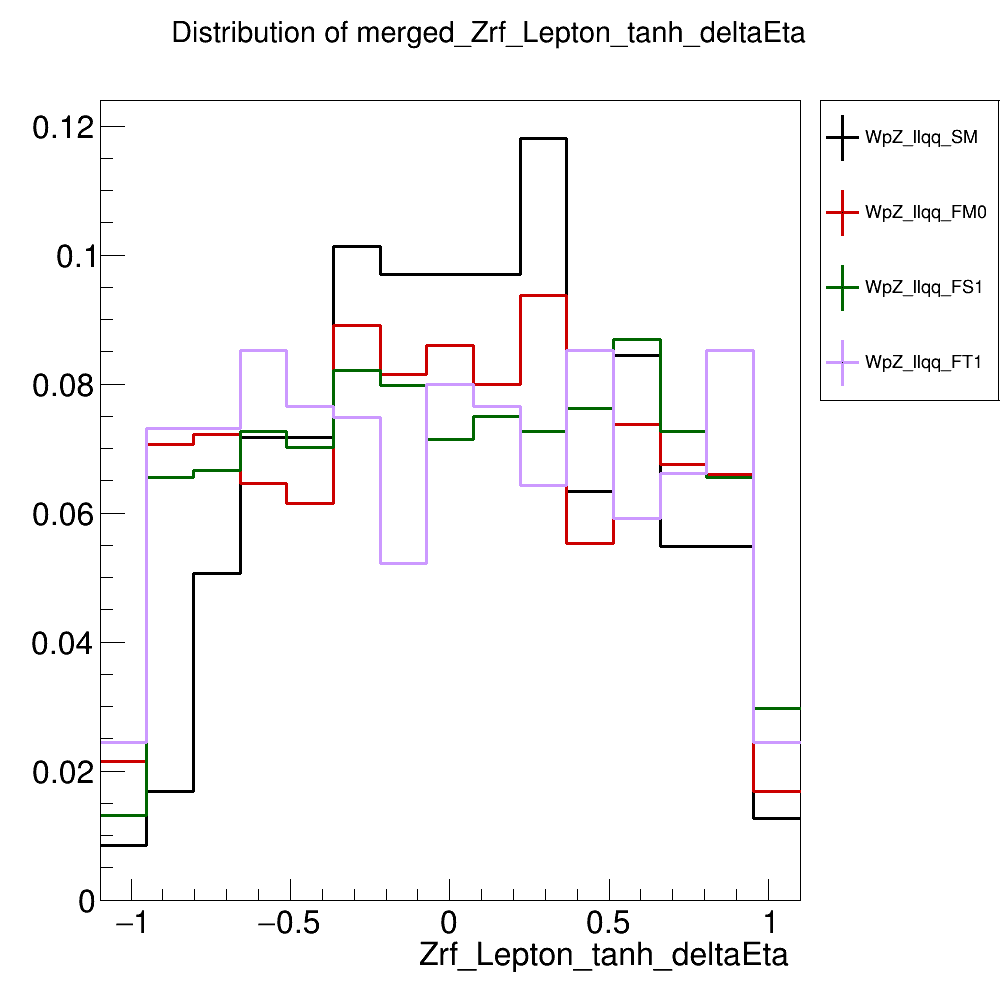 Distribution of merged_Zrf_Lepton_tanh_deltaEta
0.12
0.1
0.08
0.06
0.04
0.02
0
−1
−0.5
0
0.5
1
Zrf_Lepton_tanh_deltaEta
WpZ_llqq_SM
WpZ_llqq_FM0
WpZ_llqq_FS1
WpZ_llqq_FT1